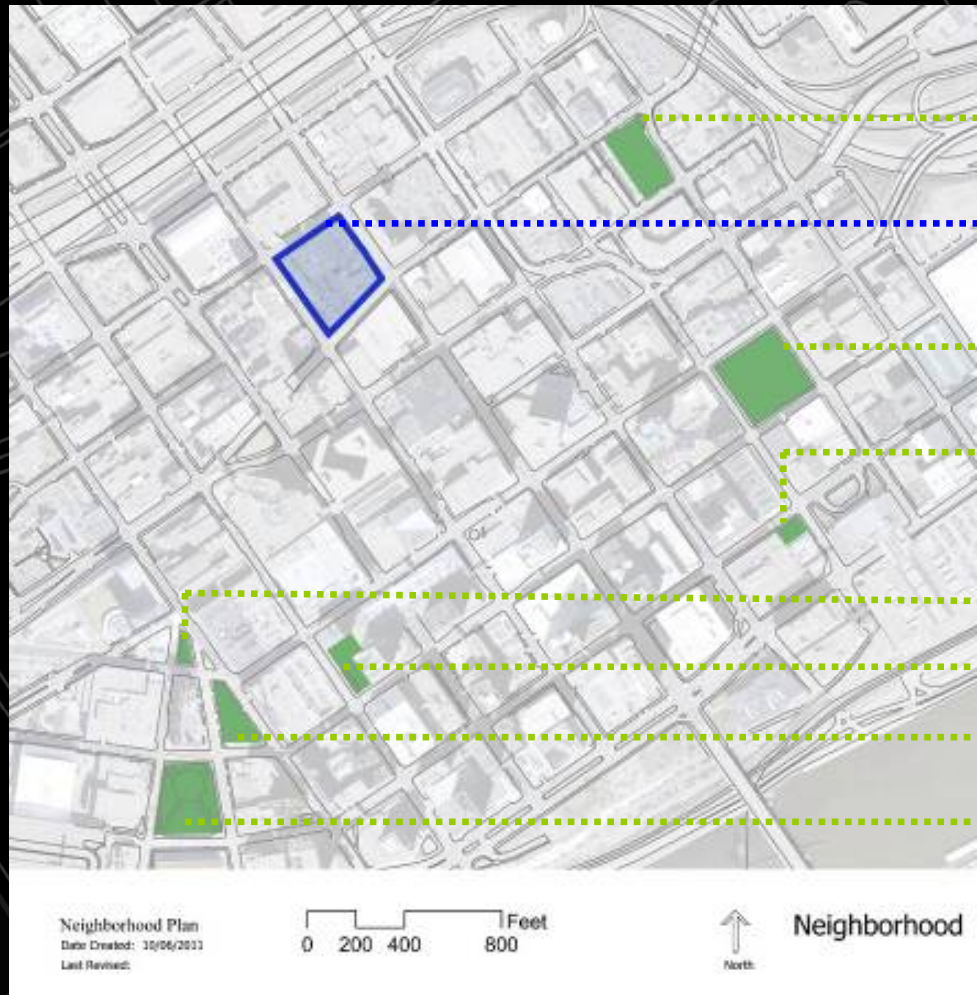 Neighborhood Plan
Date Created: 10/06/2011
Last Revised:
Feet
0 200 400 800
North
Neighborhood